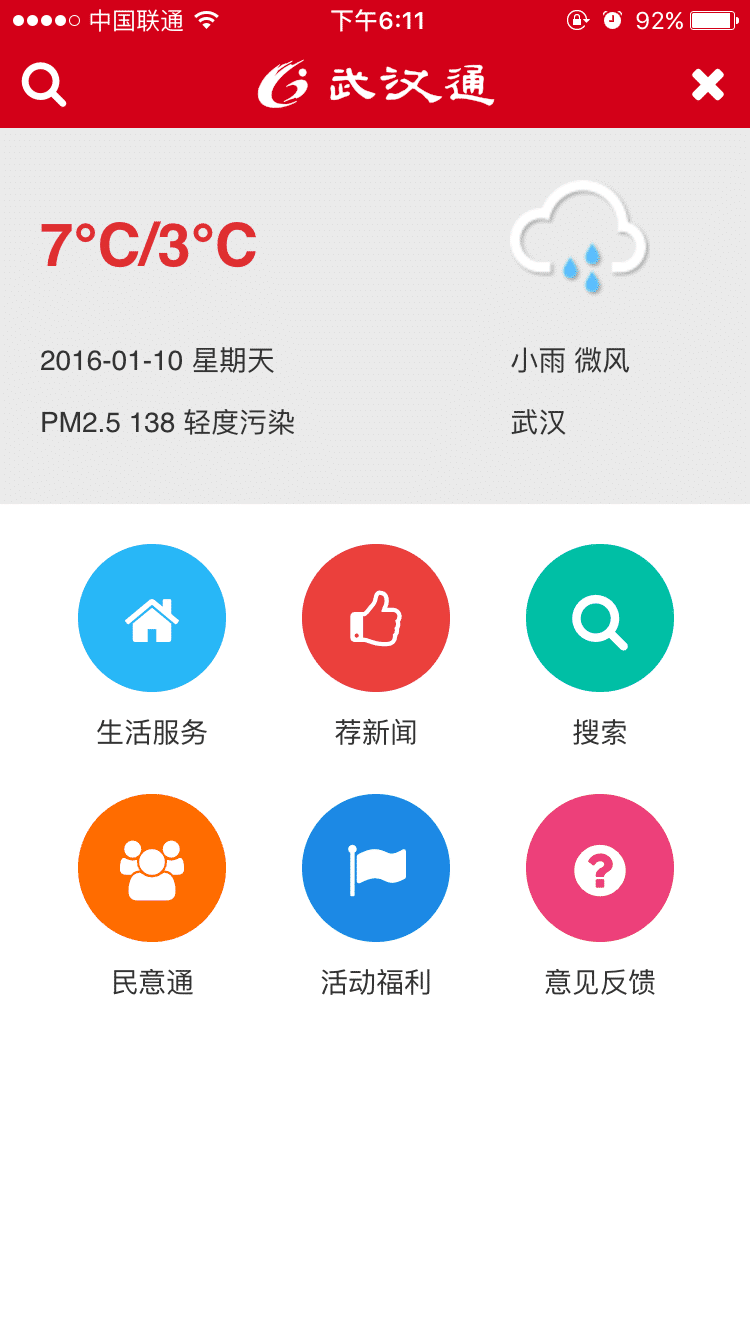 中国联通 下午6:11 92%
武汉通
7°C/3°C
2016-01-10 星期天 小雨 微风
PM2.5 138 轻度污染 武汉
生活服务 荐新闻 搜索
民意通 活动福利 意见反馈